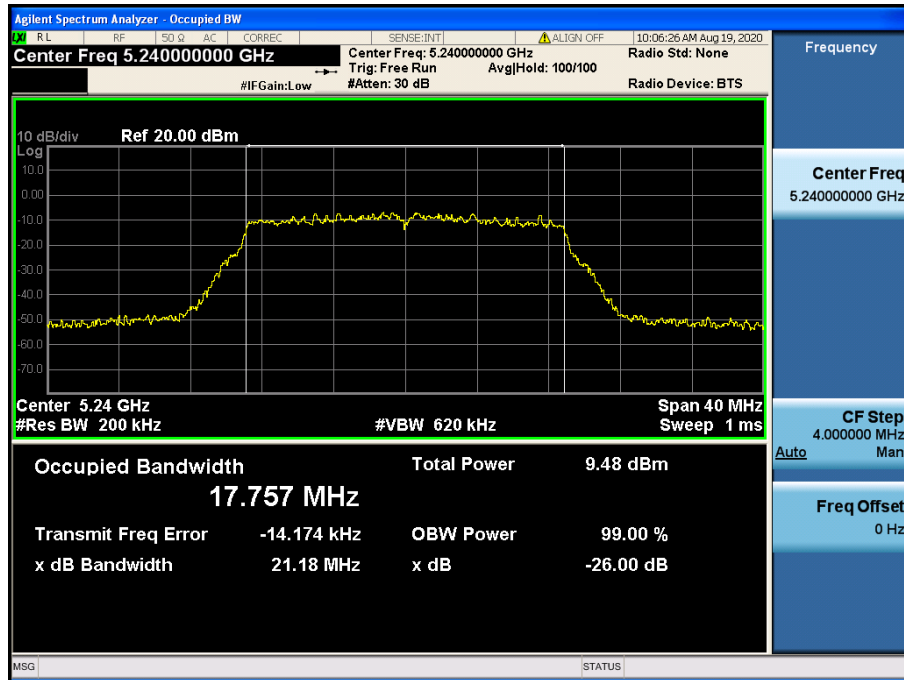 Agilent Spectrum Analyzer - Occupied BW
LXI RL RF 50 Ω AC CORREC SENSE:INT ALIGN OFF 10:06:26 AM Aug 19, 2020
Center Freq 5.240000000 GHz Center Freq: 5.240000000 GHz Radio Std: None
Trig: Free Run Avg|Hold: 100/100
#IFGain:Low #Atten: 30 dB Radio Device: BTS
10 dB/div Ref 20.00 dBm
Log
10.0
0.00
-10.0
-20.0
-30.0
-40.0
-50.0
-60.0
-70.0
Center 5.24 GHz Span 40 MHz
#Res BW 200 kHz #VBW 620 kHz Sweep 1 ms
Occupied Bandwidth Total Power 9.48 dBm
17.757 MHz
Transmit Freq Error -14.174 kHz OBW Power 99.00 %
x dB Bandwidth 21.18 MHz x dB -26.00 dB
MSG STATUS
Frequency
Center Freq
5.240000000 GHz
CF Step
4.000000 MHz
Auto Man
Freq Offset
0 Hz